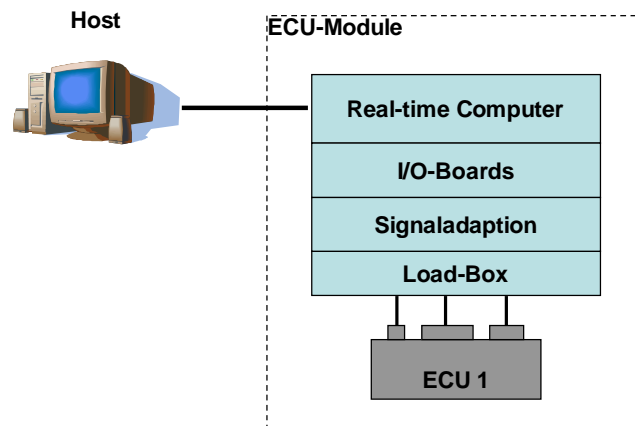 Host
ECU-Module
Real-time Computer
I/O-Boards
Signaladaption
Load-Box
ECU 1